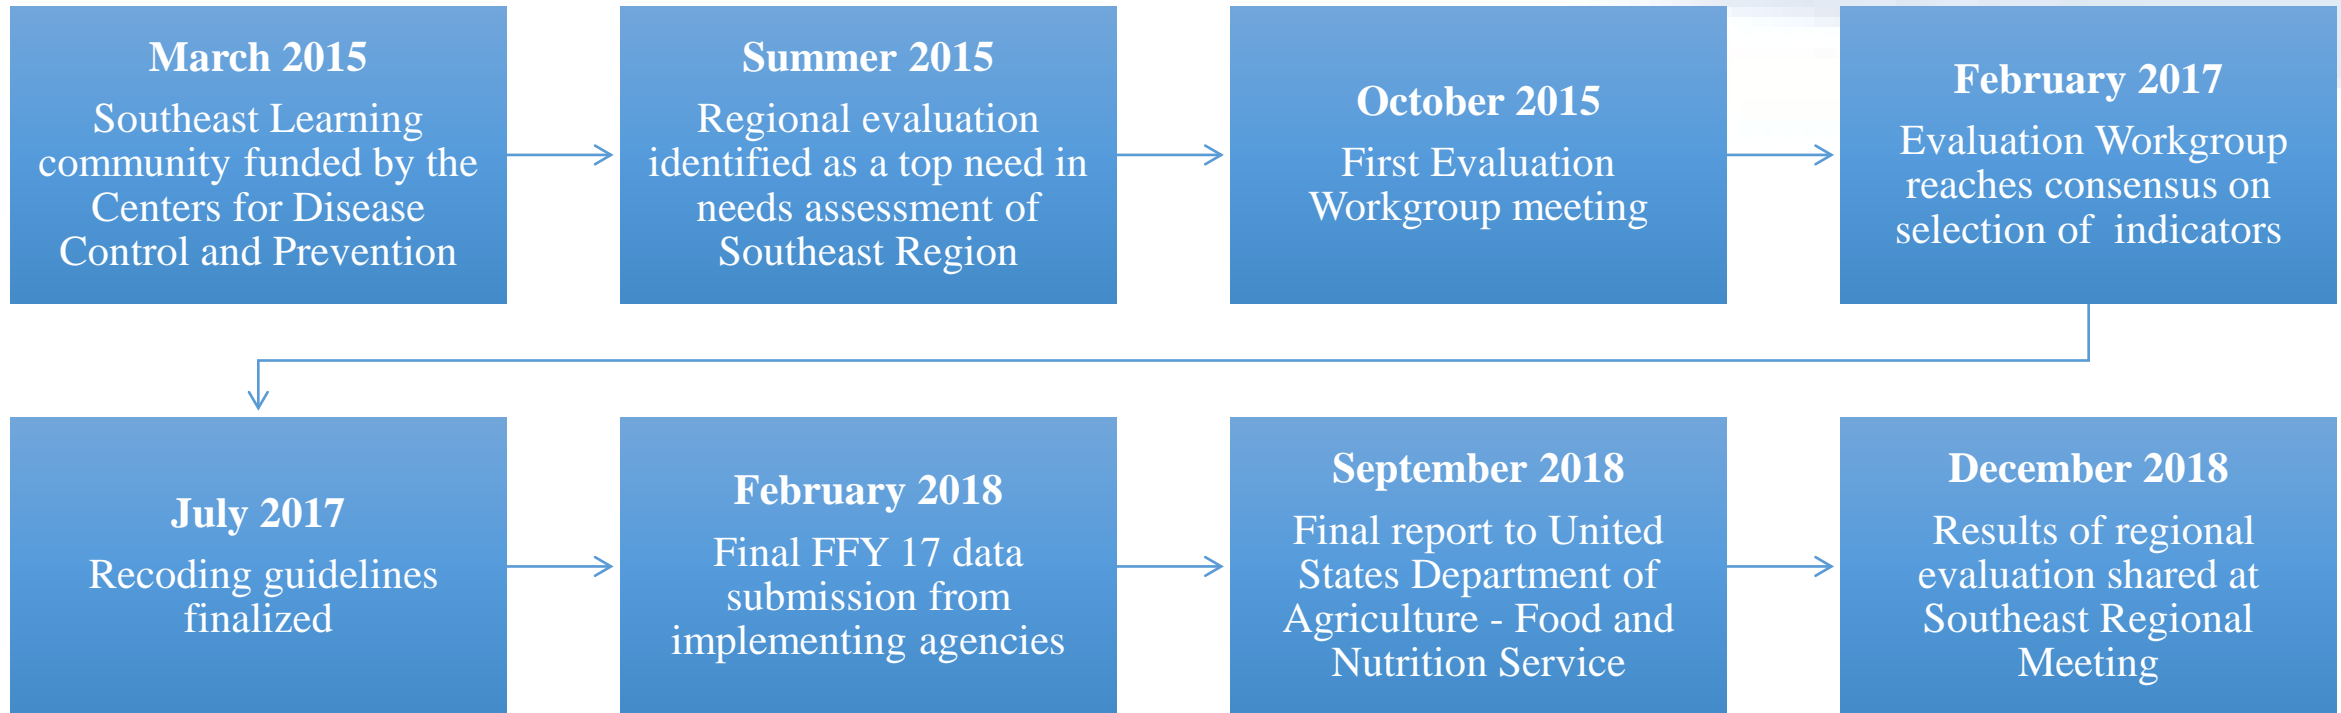 March 2015
Southeast Learning
community funded by the
Centers for Disease
Control and Prevention
Summer 2015
Regional evaluation
identified as a top need in
needs assessment of
Southeast Region
October 2015
First Evaluation
Workgroup meeting
February 2017
Evaluation Workgroup
reaches consensus on
selection of  indicators
July 2017
Recoding guidelines
finalized
February 2018
Final FFY 17 data
submission from
implementing agencies
September 2018
Final report to United
States Department of
Agriculture - Food and
Nutrition Service
December 2018
Results of regional
evaluation shared at
Southeast Regional
Meeting